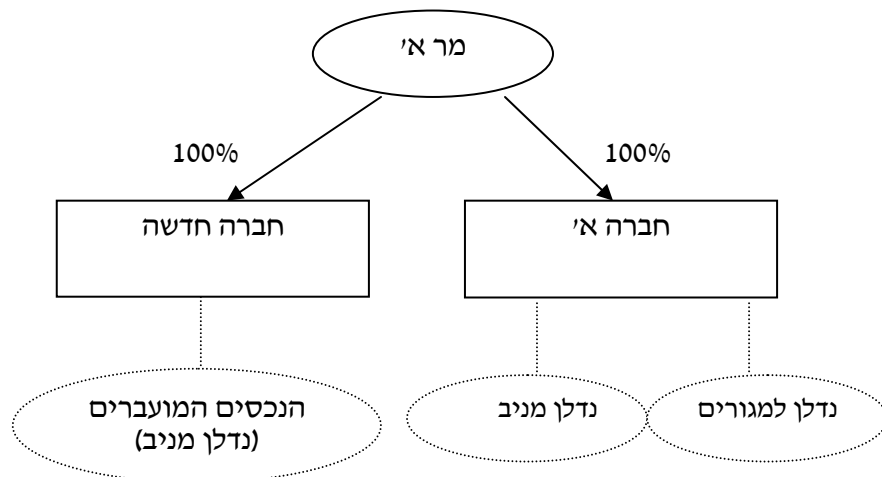 מר א'
100%
100%
חברה א'
חברה חדשה
נדלן למגורים
נדלן מניב
הנכסים המועברים
(נדלן מניב)